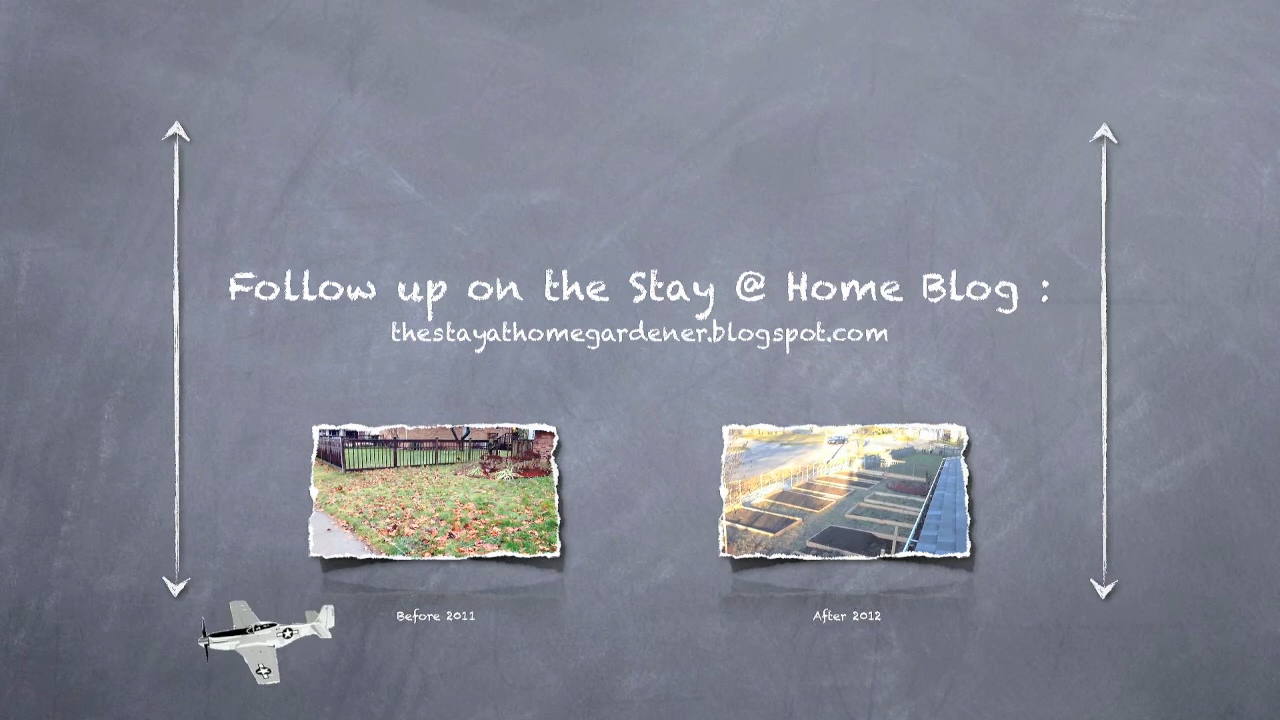 Follow up on the Stay @ Home Blog :
thestayathomegardener.blogspot.com
Before 2011
After 2012